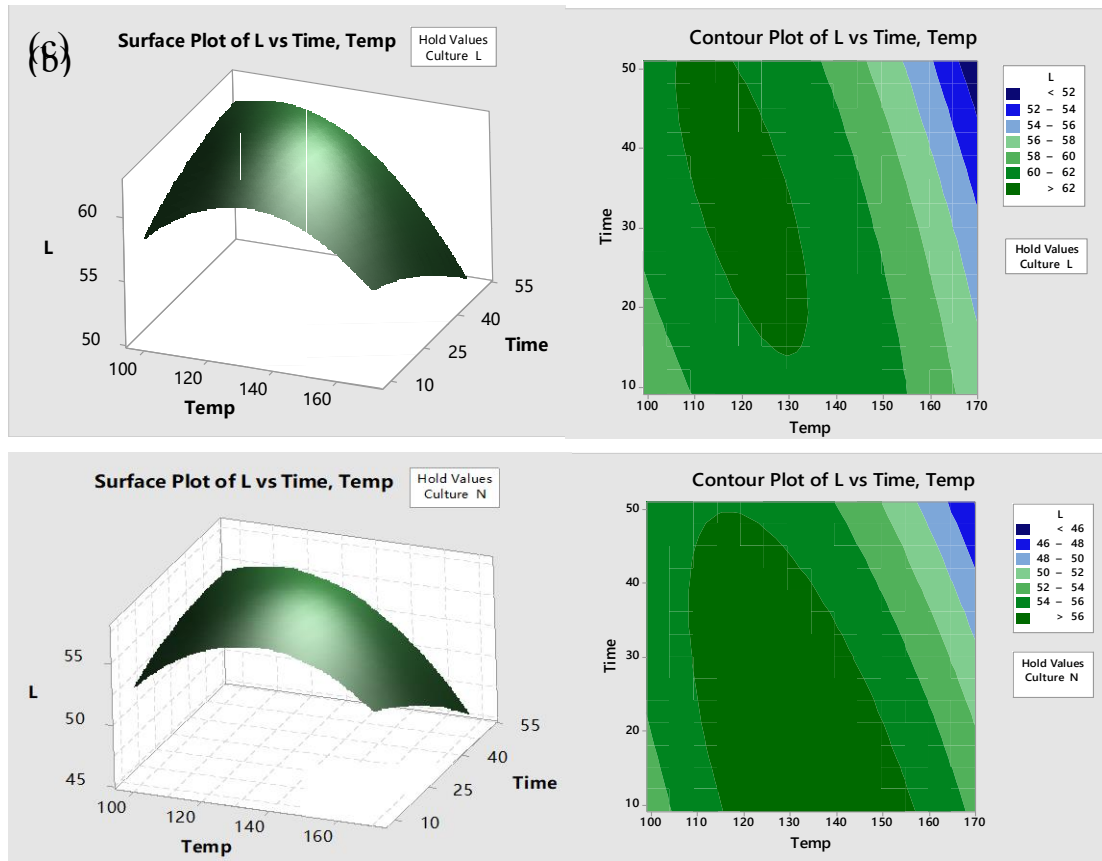 (c)
(b)
Surface Plot of L vs Time, Temp
Hold Values
Culture L
60
55
50
L
100
120
140
160
Temp
10
25
40
55
Time
Contour Plot of L vs Time, Temp
50
40
30
20
10
Time
100 110 120 130 140 150 160 170
Temp
L
< 52
52 – 54
54 – 56
56 – 58
58 – 60
60 – 62
> 62
Hold Values
Culture L
Surface Plot of L vs Time, Temp
Hold Values
Culture N
55
50
45
L
100
120
140
160
Temp
10
25
40
55
Time
Contour Plot of L vs Time, Temp
50
40
30
20
10
Time
100 110 120 130 140 150 160 170
Temp
L
< 46
46 – 48
48 – 50
50 – 52
52 – 54
54 – 56
> 56
Hold Values
Culture N